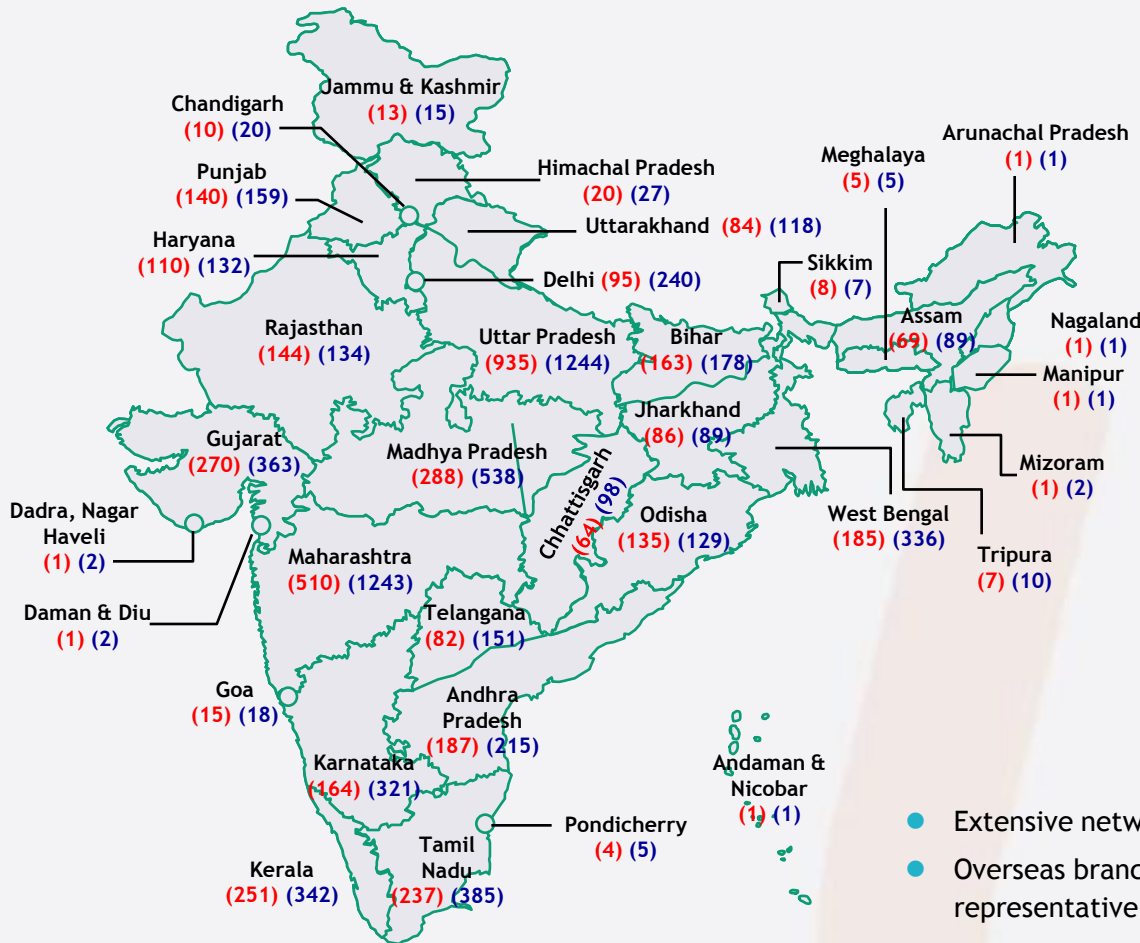 Jammu & Kashmir
(13) (15)
Chandigarh
(10) (20)
Arunachal Pradesh
(1) (1)
Meghalaya
(5) (5)
Himachal Pradesh
(20) (27)
Punjab
(140) (159)
Uttarakhand (84) (118)
Haryana
(110) (132)
Delhi (95) (240)
Sikkim
(8) (7)
Assam
(69) (89)
Nagaland
(1) (1)
Rajasthan
(144) (134)
Uttar Pradesh
(935) (1244)
Bihar
(163) (178)
Manipur
(1) (1)
Jharkhand
(86) (89)
Gujarat
(270) (363)
Madhya Pradesh
(288) (538)
Chhattisgarh
(64) (98)
Mizoram
(1) (2)
Dadra, Nagar
Haveli
(1) (2)
Odisha
(135) (129)
West Bengal
(185) (336)
Maharashtra
(510) (1243)
Tripura
(7) (10)
Daman & Diu
(1) (2)
Telangana
(82) (151)
Goa
(15) (18)
Andhra
Pradesh
(187) (215)
Karnataka
(164) (321)
Andaman &
Nicobar
(1) (1)
Pondicherry
(4) (5)
Tamil
Nadu
(237) (385)
Kerala
(251) (342)
Extensive
Overseas
representative